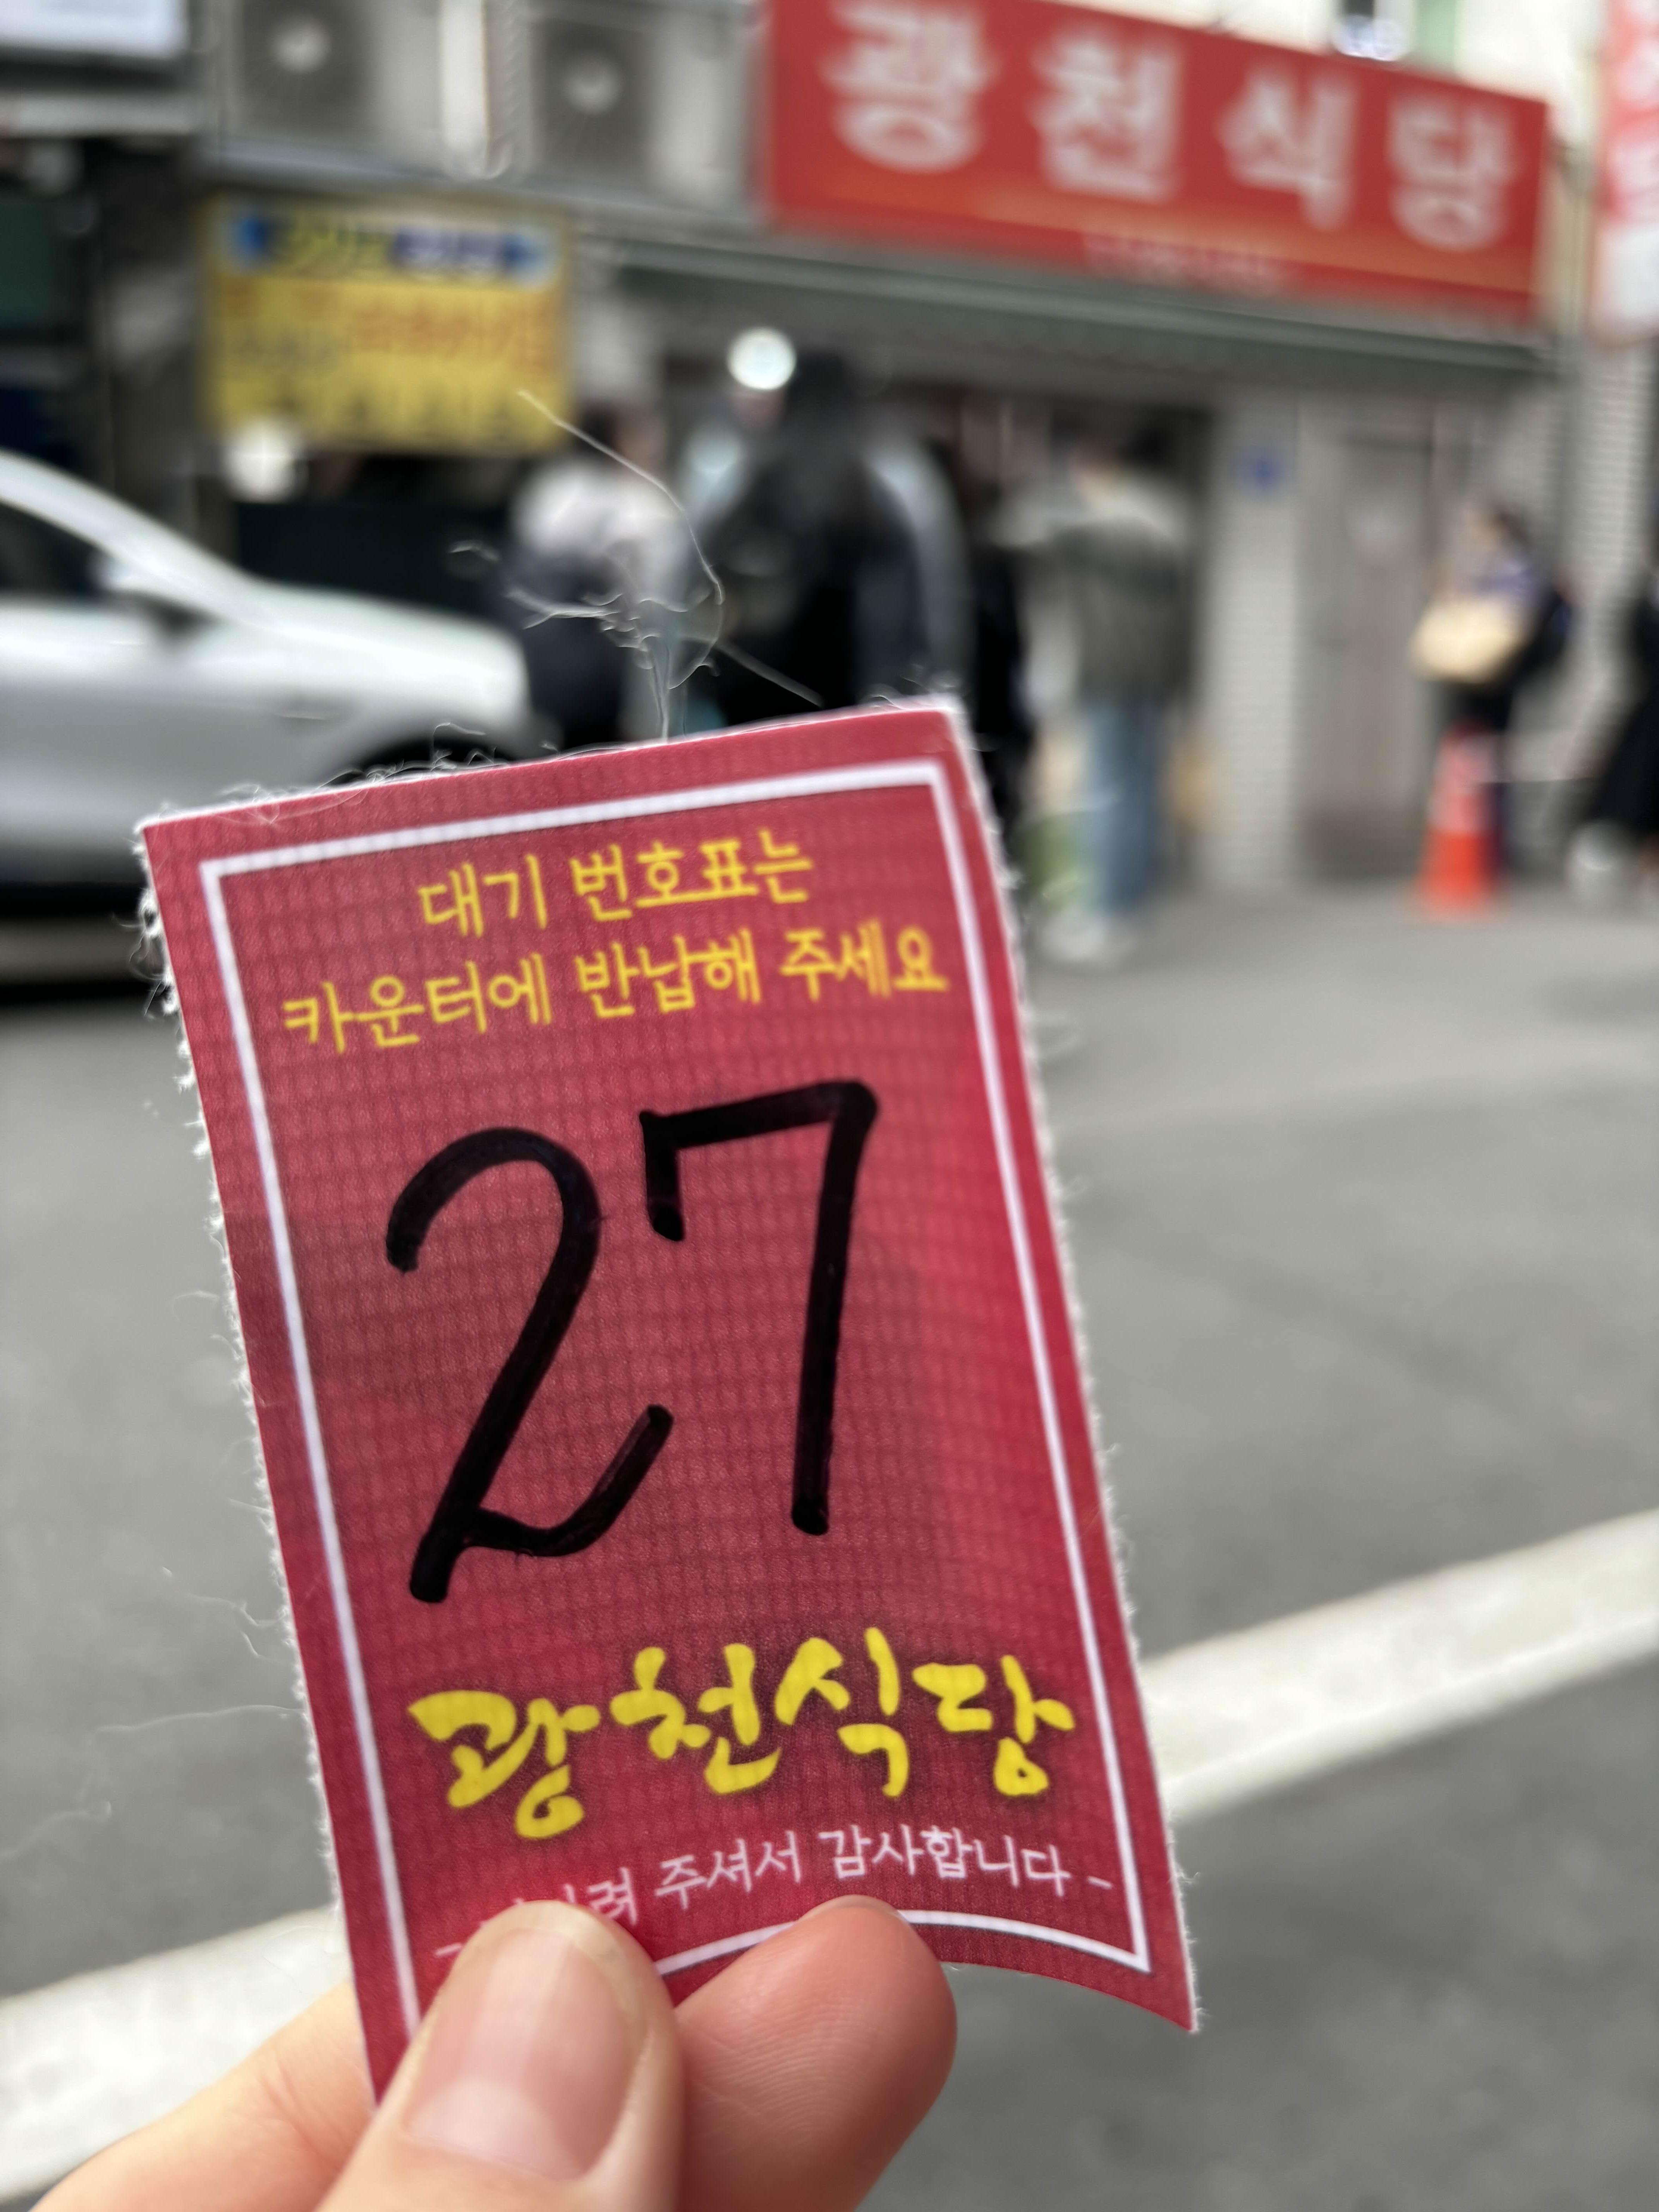 광천식당
대기 번호표는
카운터에 반납해 주세요
27
광천식당
주셔서 감사합니다 -